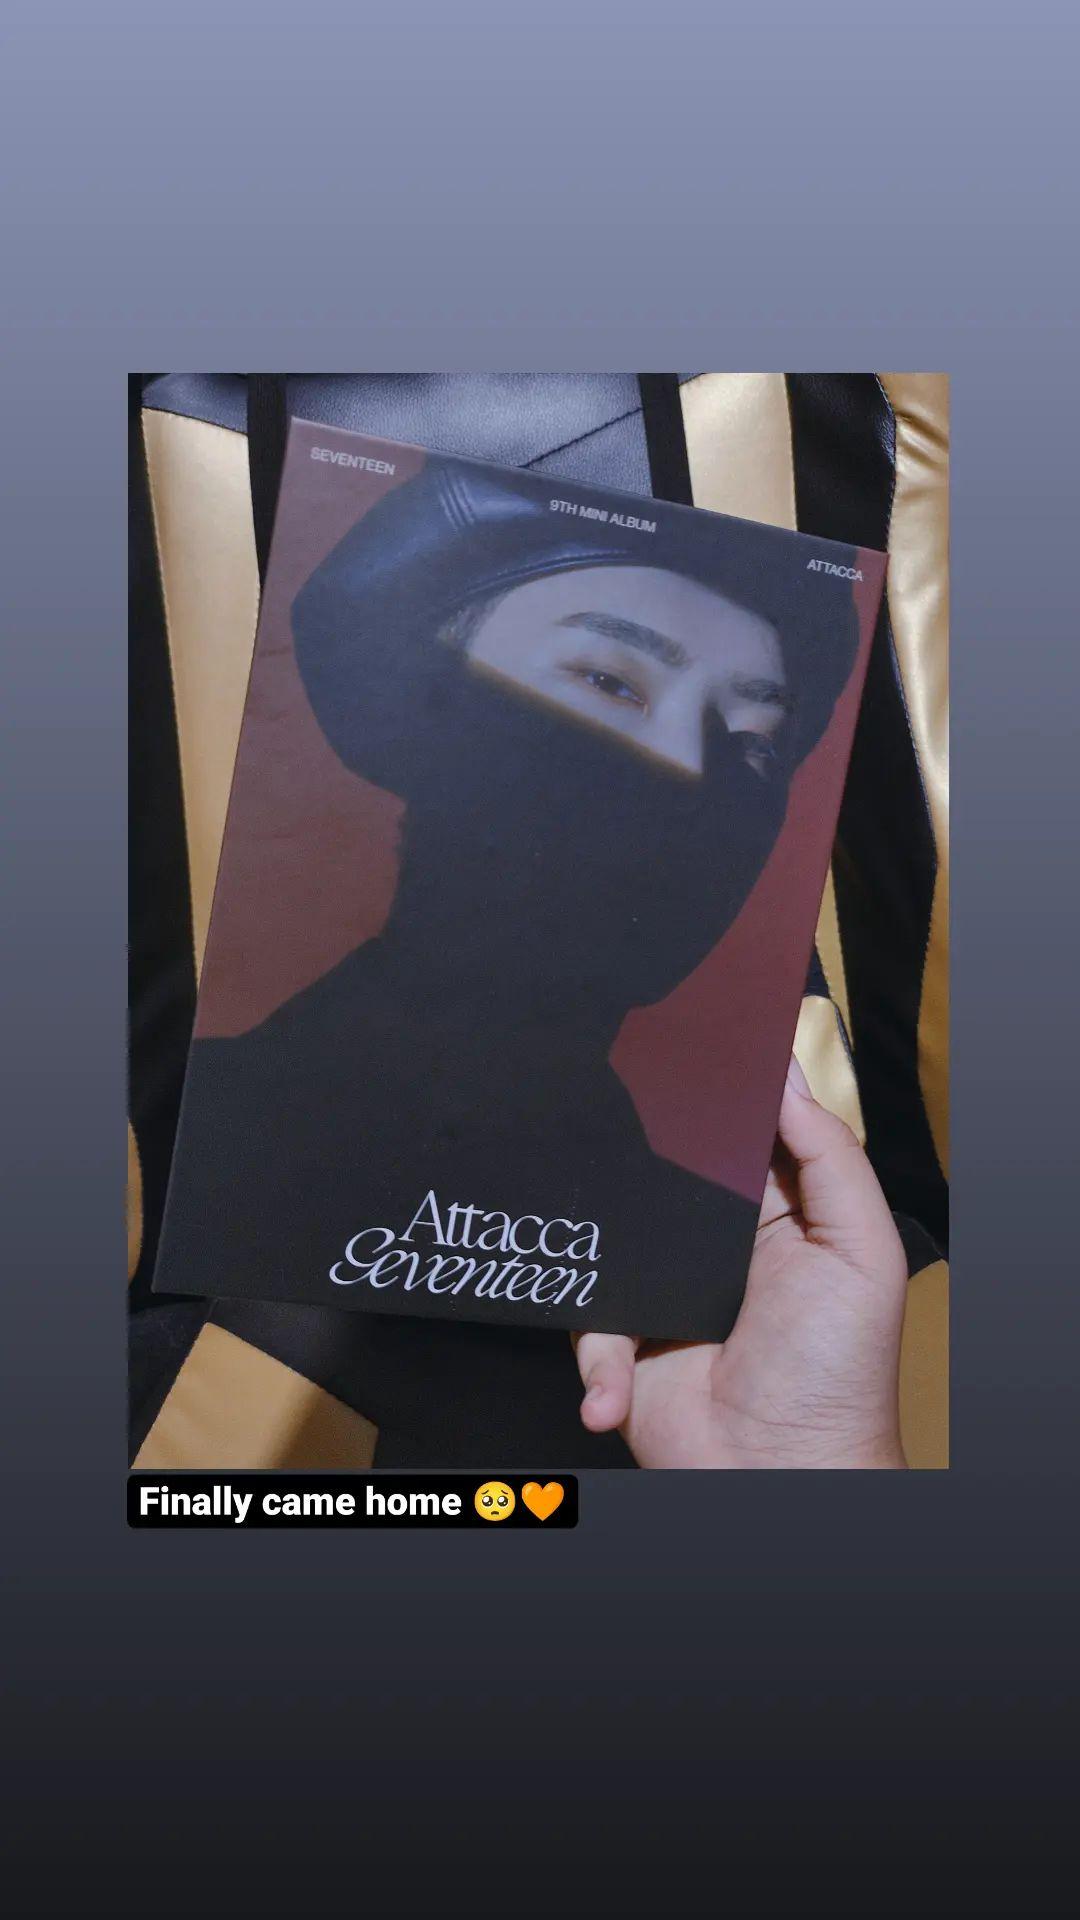 SEVENTEEN
9TH MINI ALBUM
ATTACCA
Attacca
Seventeen
Finally came home 🥺🧡